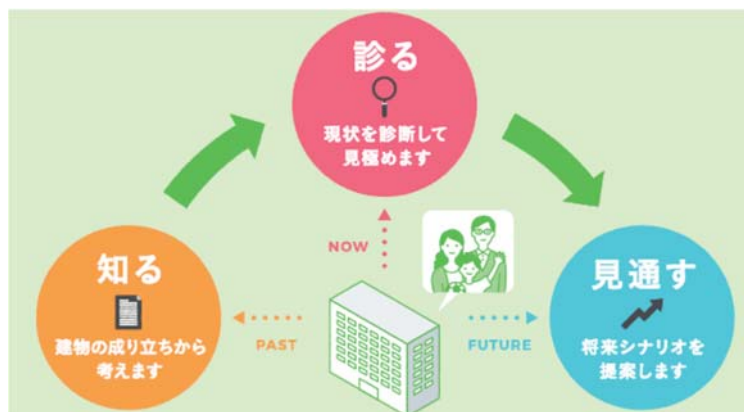 診る
現状を診断して
見極めます
NOW
知る
建物の成り立ちから
考えます
PAST
FUTURE
見通す
将来シナリオを
提案します